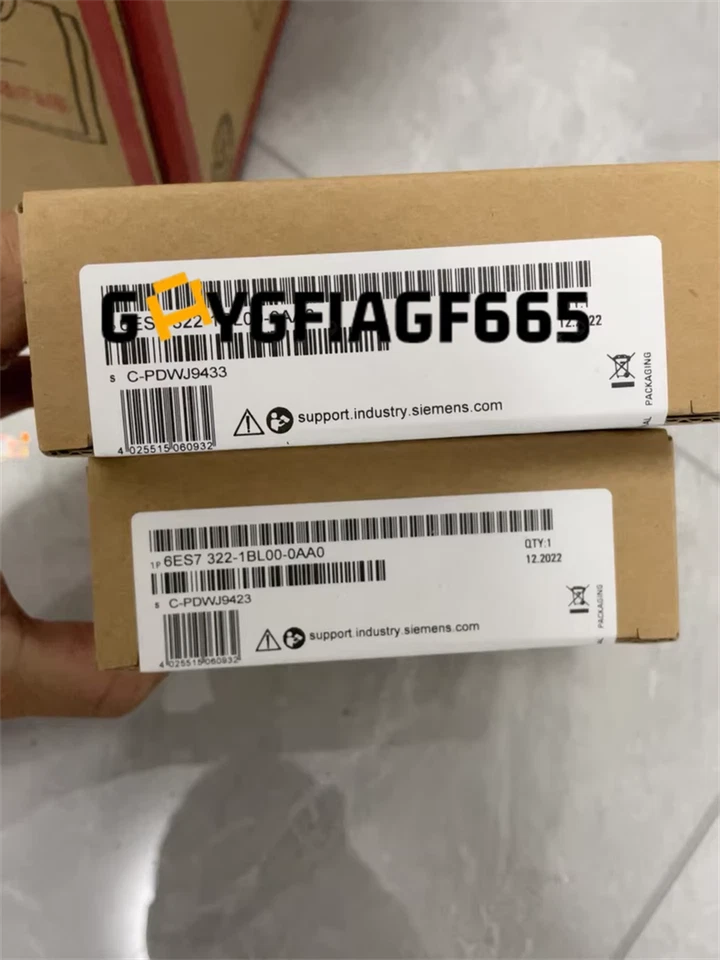 G YGFIAGF665
12.2022
S C-PDWJ9433
4 025515 060932
support.industry.siemens.com
PACKAGING
1P 6ES7 322-1BL00-0AA0
QTY:1
12.2022
S C-PDWJ9423
4 025515 060932
support.industry.siemens.com
PACKAGING